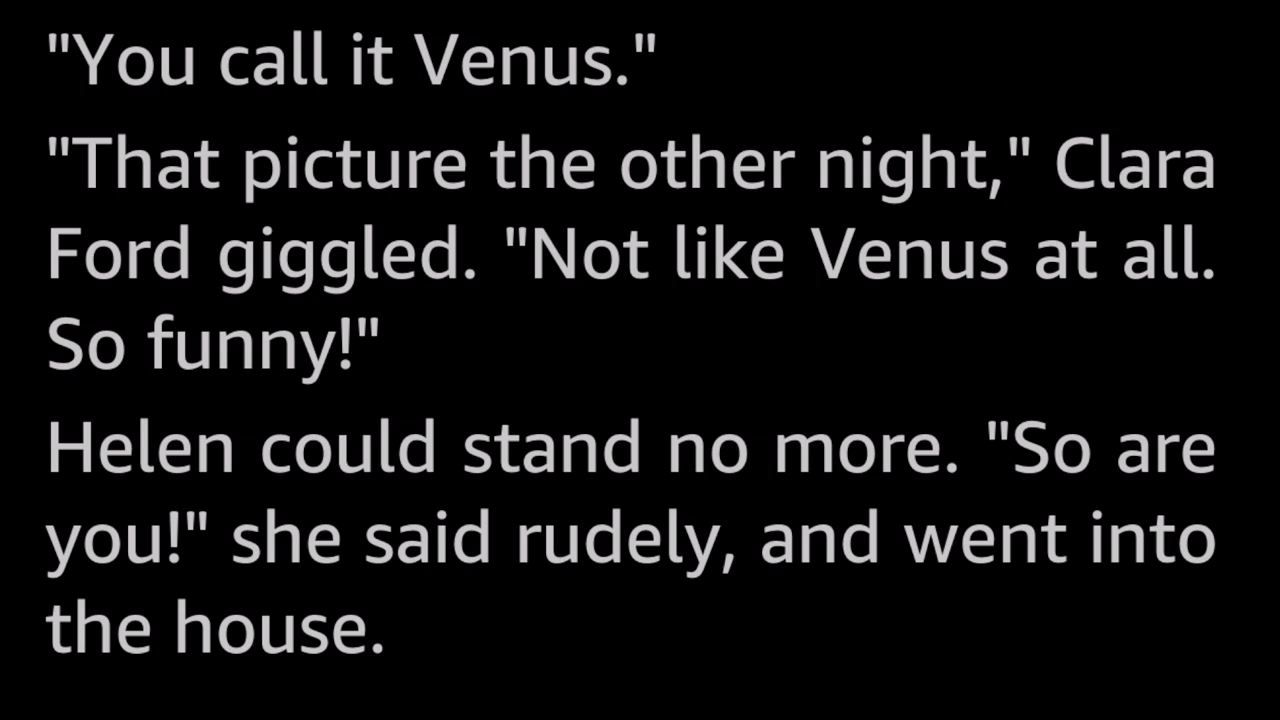 "You call it Venus."
"That picture the other night," Clara
Ford giggled. "Not like Venus at all.
So funny!"
Helen could stand no more. "So are
you!" she said rudely, and went into
the house.